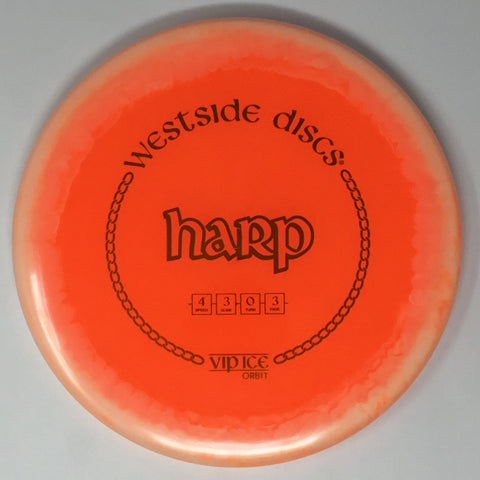 Westside Discs®
harp
4 3 0 3
SPEED GLIDE TURN FADE
VIP ICE
ORBIT